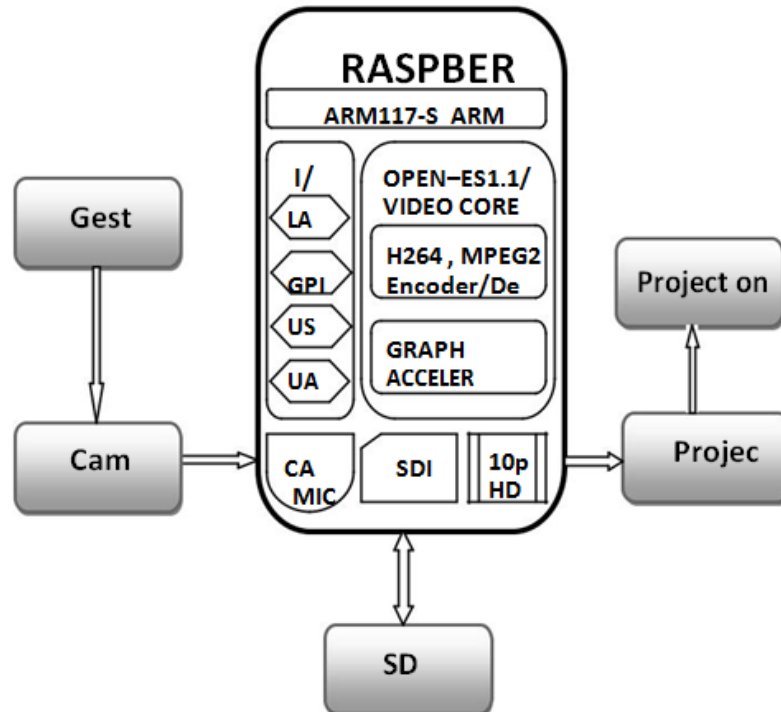 RASPBER
ARM117-S ARM
I/
LA
GPI
US
UA
OPEN–ES1.1/
VIDEO CORE
H264 , MPEG2
Encoder/De
GRAPH
ACCELER
CA
MIC
SDI
10p
HD
Gest
Cam
Project on
Projec
SD